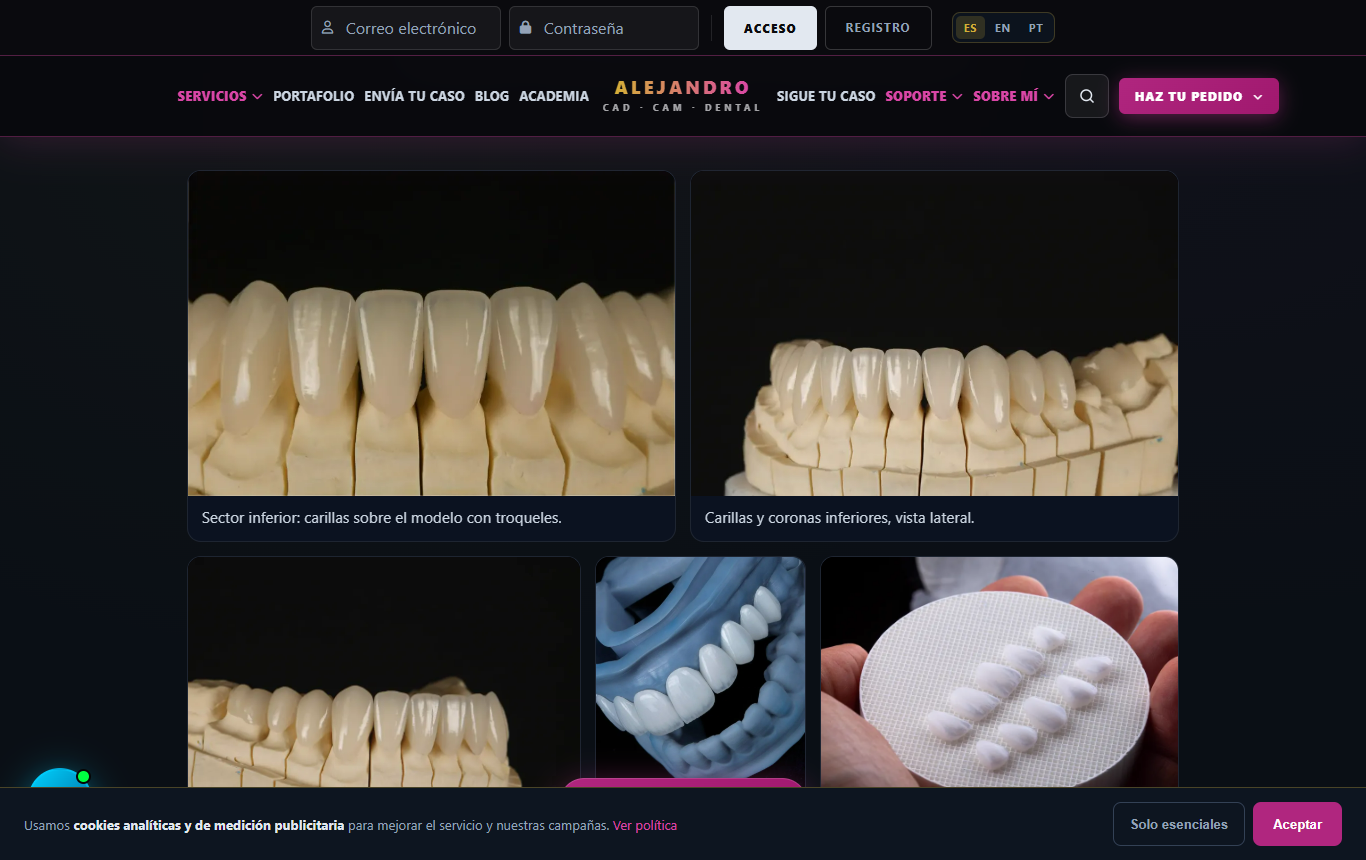 Correo electrónico
Contraseña
ACCESO
REGISTRO
ES EN PT
SERVICIOS
PORTAFOLIO
ENVÍA TU CASO
BLOG
ACADEMIA
ALEJANDRO
CAD · CAM · DENTAL
SIGUE TU CASO
SOPORTE
SOBRE MÍ
HAZ TU PEDIDO
Sector inferior: carillas sobre el modelo con troqueles.
Carillas y coronas inferiores, vista lateral.
Usamos cookies analíticas y de medición publicitaria para mejorar el servicio y nuestras campañas. Ver política
Solo esenciales
Aceptar